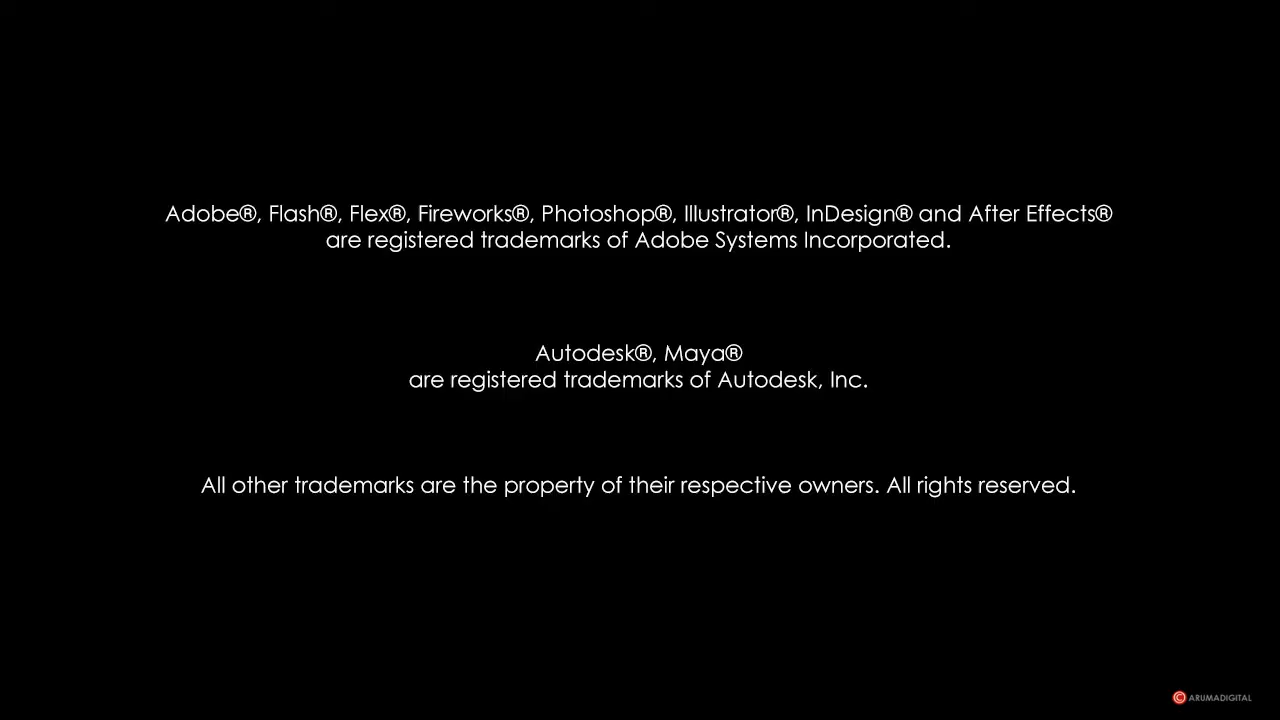 Adobe®, Flash®, Flex®, Fireworks®, Photoshop®, Illustrator®, InDesign® and After Effects®
are registered trademarks of Adobe Systems Incorporated.
Autodesk®, Maya®
are registered trademarks of Autodesk, Inc.
All other trademarks are the property of their respective owners. All rights reserved.
© ARUMADIGITAL